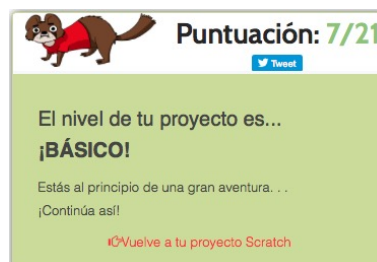 Puntuación: 7/21
Tweet
El nivel de tu proyecto es...
¡BÁSICO!
Estás al principio de una gran aventura. . .
¡Continúa así!
Vuelve a tu proyecto Scratch